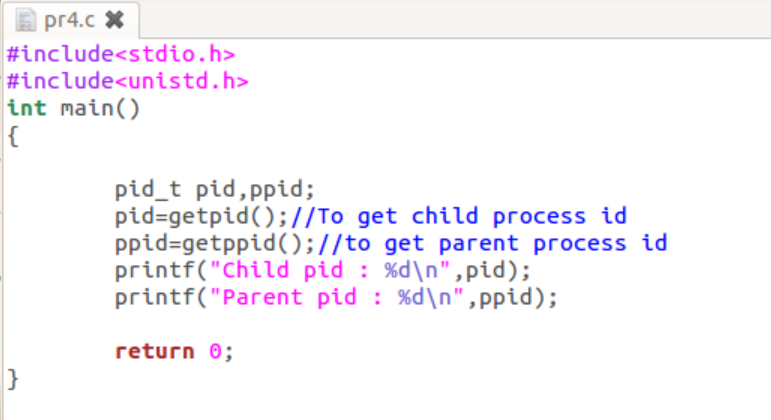 pr4.c
#include<stdio.h>
#include<unistd.h>
int main()
{
pid_t pid,ppid;
pid=getpid();//To get child process id
ppid=getppid();//to get parent process id
printf("Child pid : %d\n",pid);
printf("Parent pid : %d\n",ppid);
return 0;
}